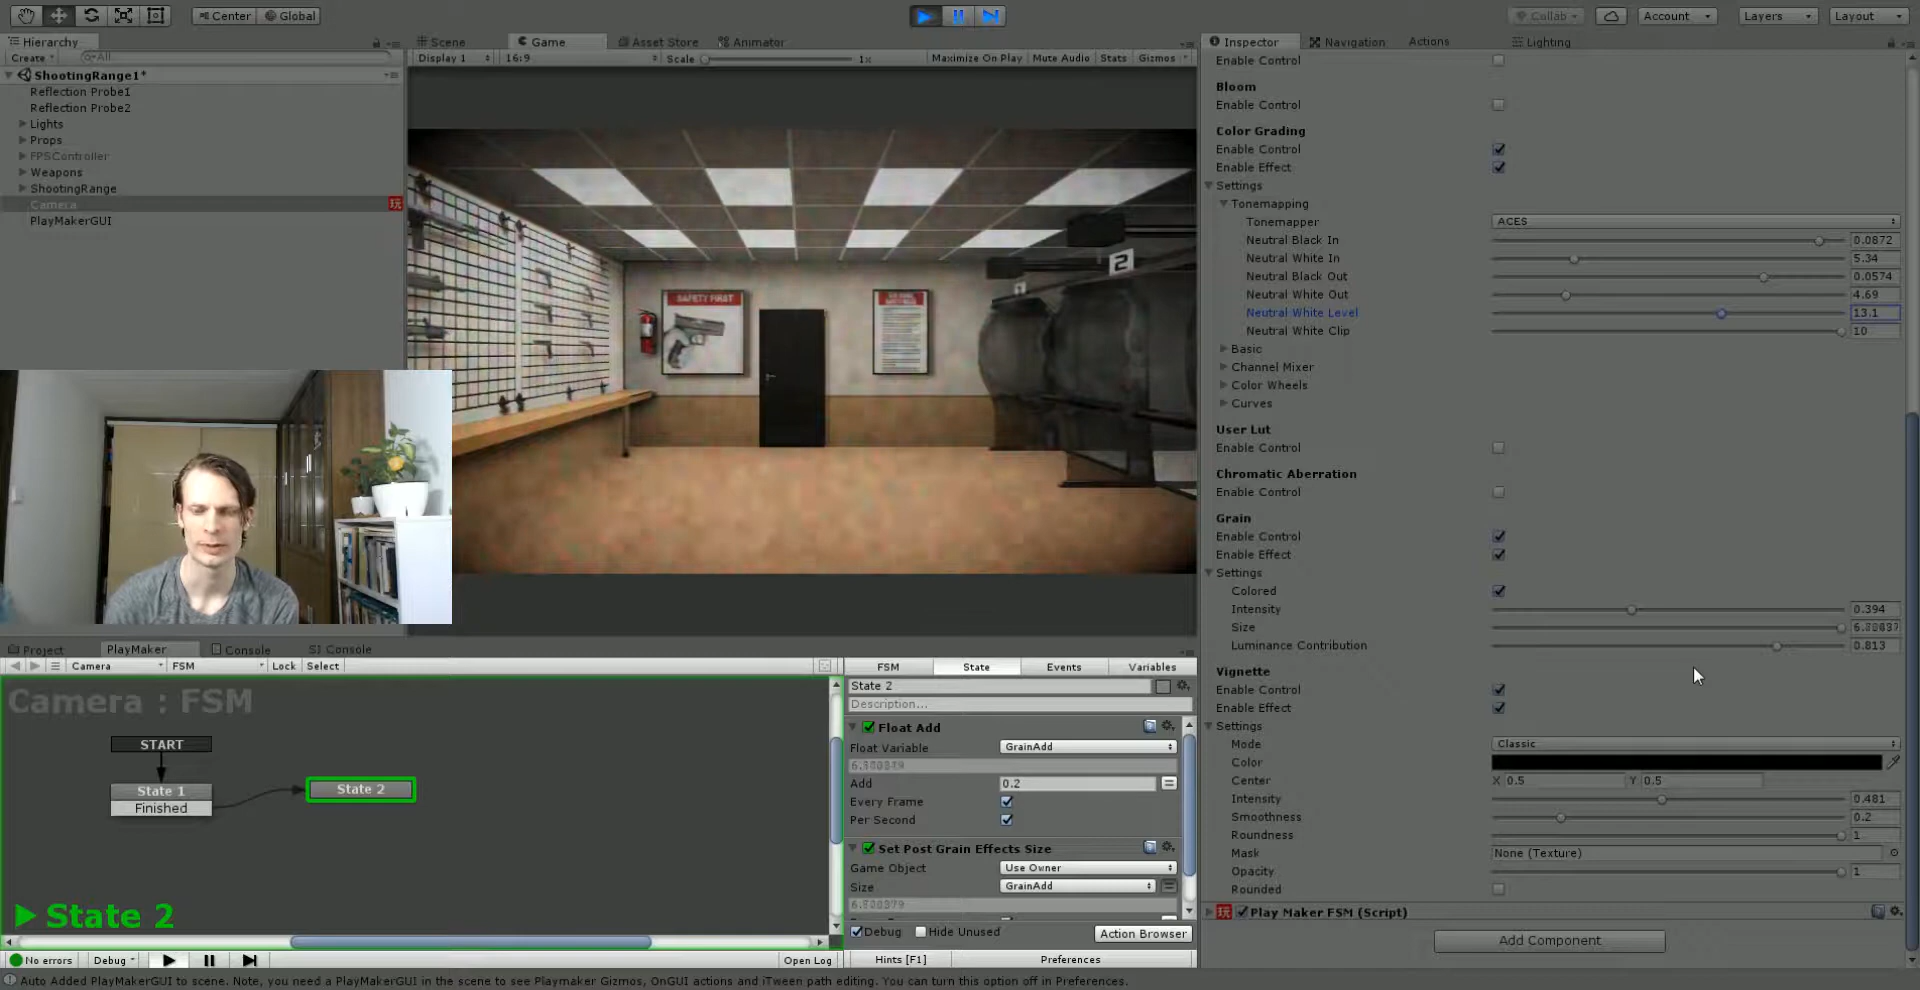 Center Global
Collab
Account
Layers
Layout
Hierarchy
Create
All
ShootingRange1*
Reflection Probe1
Reflection Probe2
Lights
Props
FPSController
Weapons
ShootingRange
Camera
PlayMakerGUI
Scene Game Asset Store Animator
Display 1 16:9 Scale 1x Maximize On Play Mute Audio Stats Gizmos
SAFETY FIRST
2
1
Inspector Navigation Actions Lighting
Enable Control
Bloom
Enable Control
Color Grading
Enable Control
Enable Effect
Settings
Tonemapping
Tonemapper ACES
Neutral Black In 0.0872
Neutral White In 5.34
Neutral Black Out 0.0574
Neutral White Out 4.69
Neutral White Level 13.1
Neutral White Clip 10
Basic
Channel Mixer
Color Wheels
Curves
User Lut
Enable Control
Chromatic Aberration
Enable Control
Grain
Enable Control
Enable Effect
Settings
Colored
Intensity 0.394
Size
Luminance Contribution 0.813
Vignette
Enable Control
Enable Effect
Settings
Mode Classic
Color
Center X 0.5 Y 0.5
Intensity 0.481
Smoothness 0.2
Roundness 1
Mask None (Texture)
Opacity 1
Rounded
Play Maker FSM (Script)
Add Component
Project PlayMaker Console SI Console
Camera FSM Lock Select
Camera : FSM
START
State 1
Finished
State 2
State 2
No errors Debug Open Log
FSM State Events Variables
State 2
Description...
Float Add
Float Variable GrainAdd
Add 0.2
Every Frame
Per Second
Set Post Grain Effects Size
Game Object Use Owner
Size GrainAdd
Debug Hide Unused Action Browser
Hints [F1] Preferences
Auto Added PlayMakerGUI to scene. Note, you need a PlayMakerGUI in the scene to see Playmaker Gizmos, OnGUI actions and iTween path editing. You can turn this option off in Preferences.